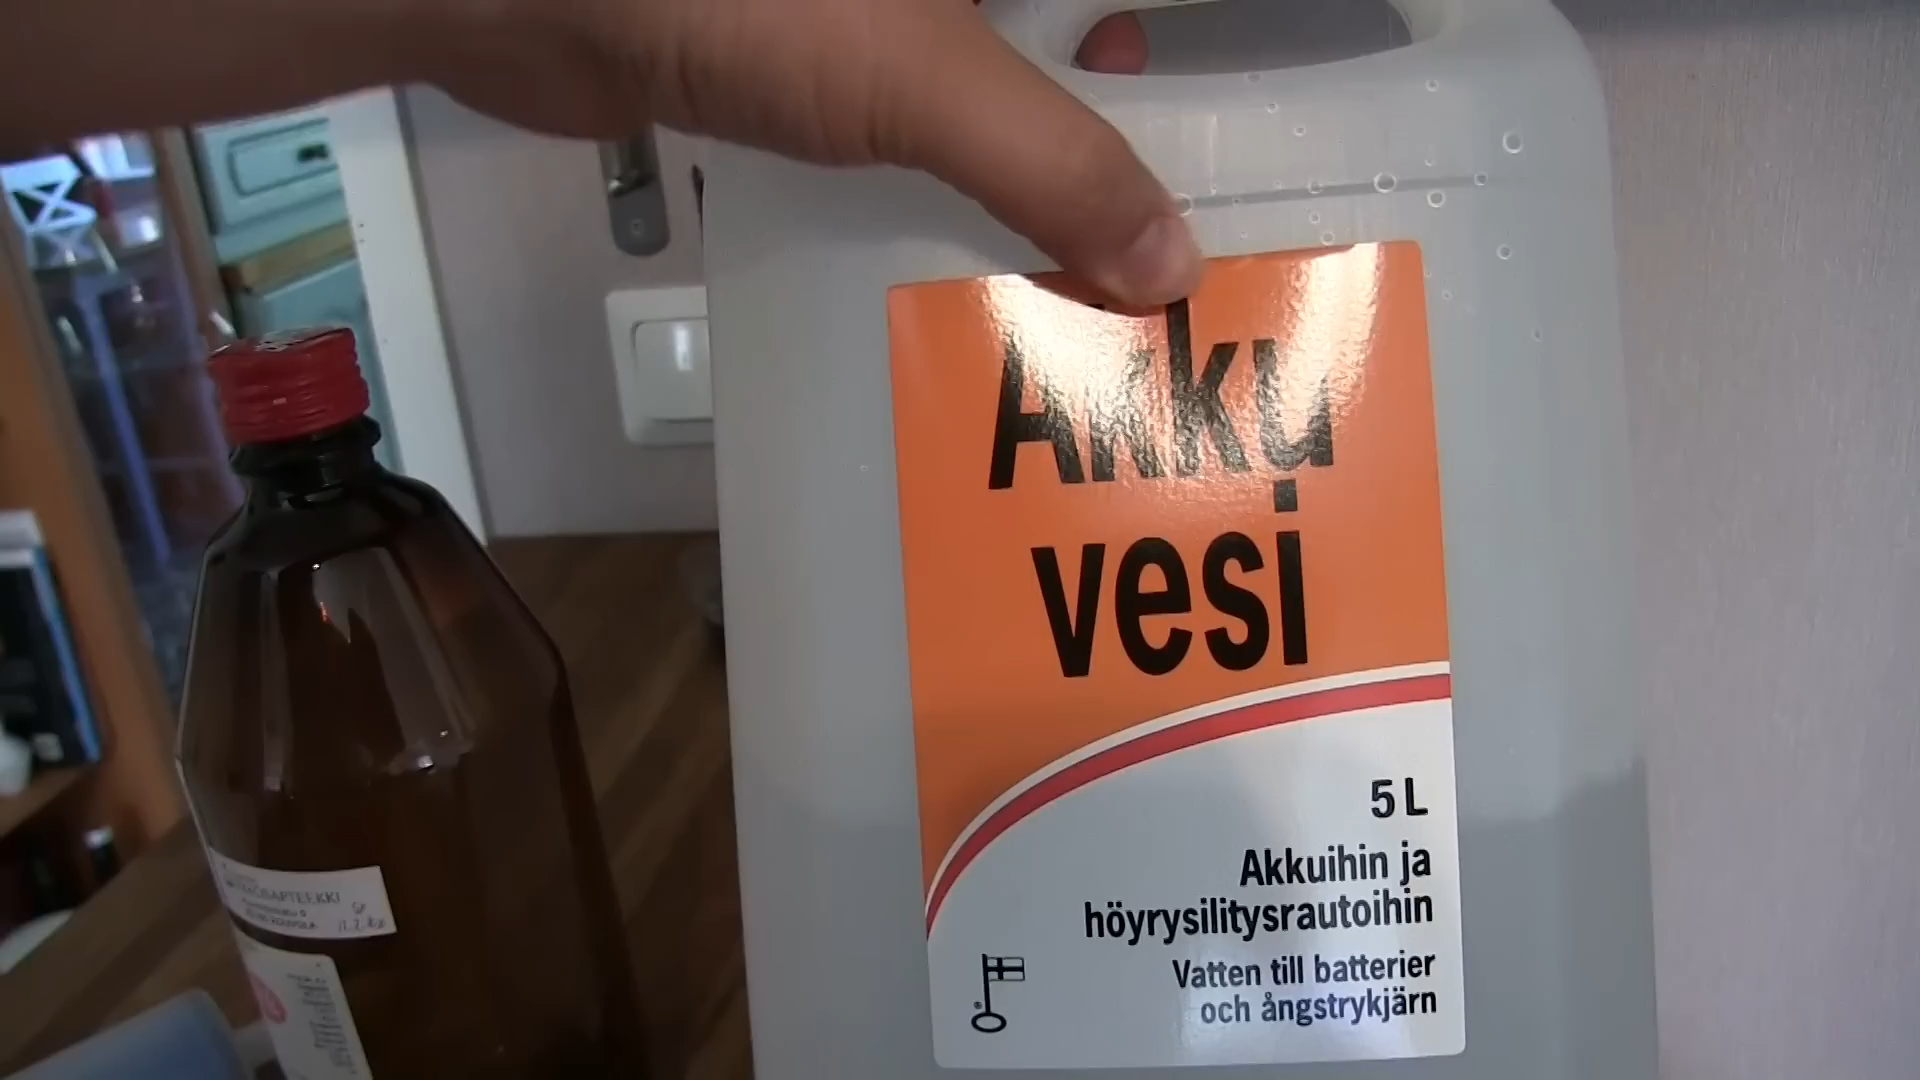 Akku
vesi
5 L
Akkuihin ja
höyrysilitysrautoihin
Vatten till batterier
och ångstrykjärn